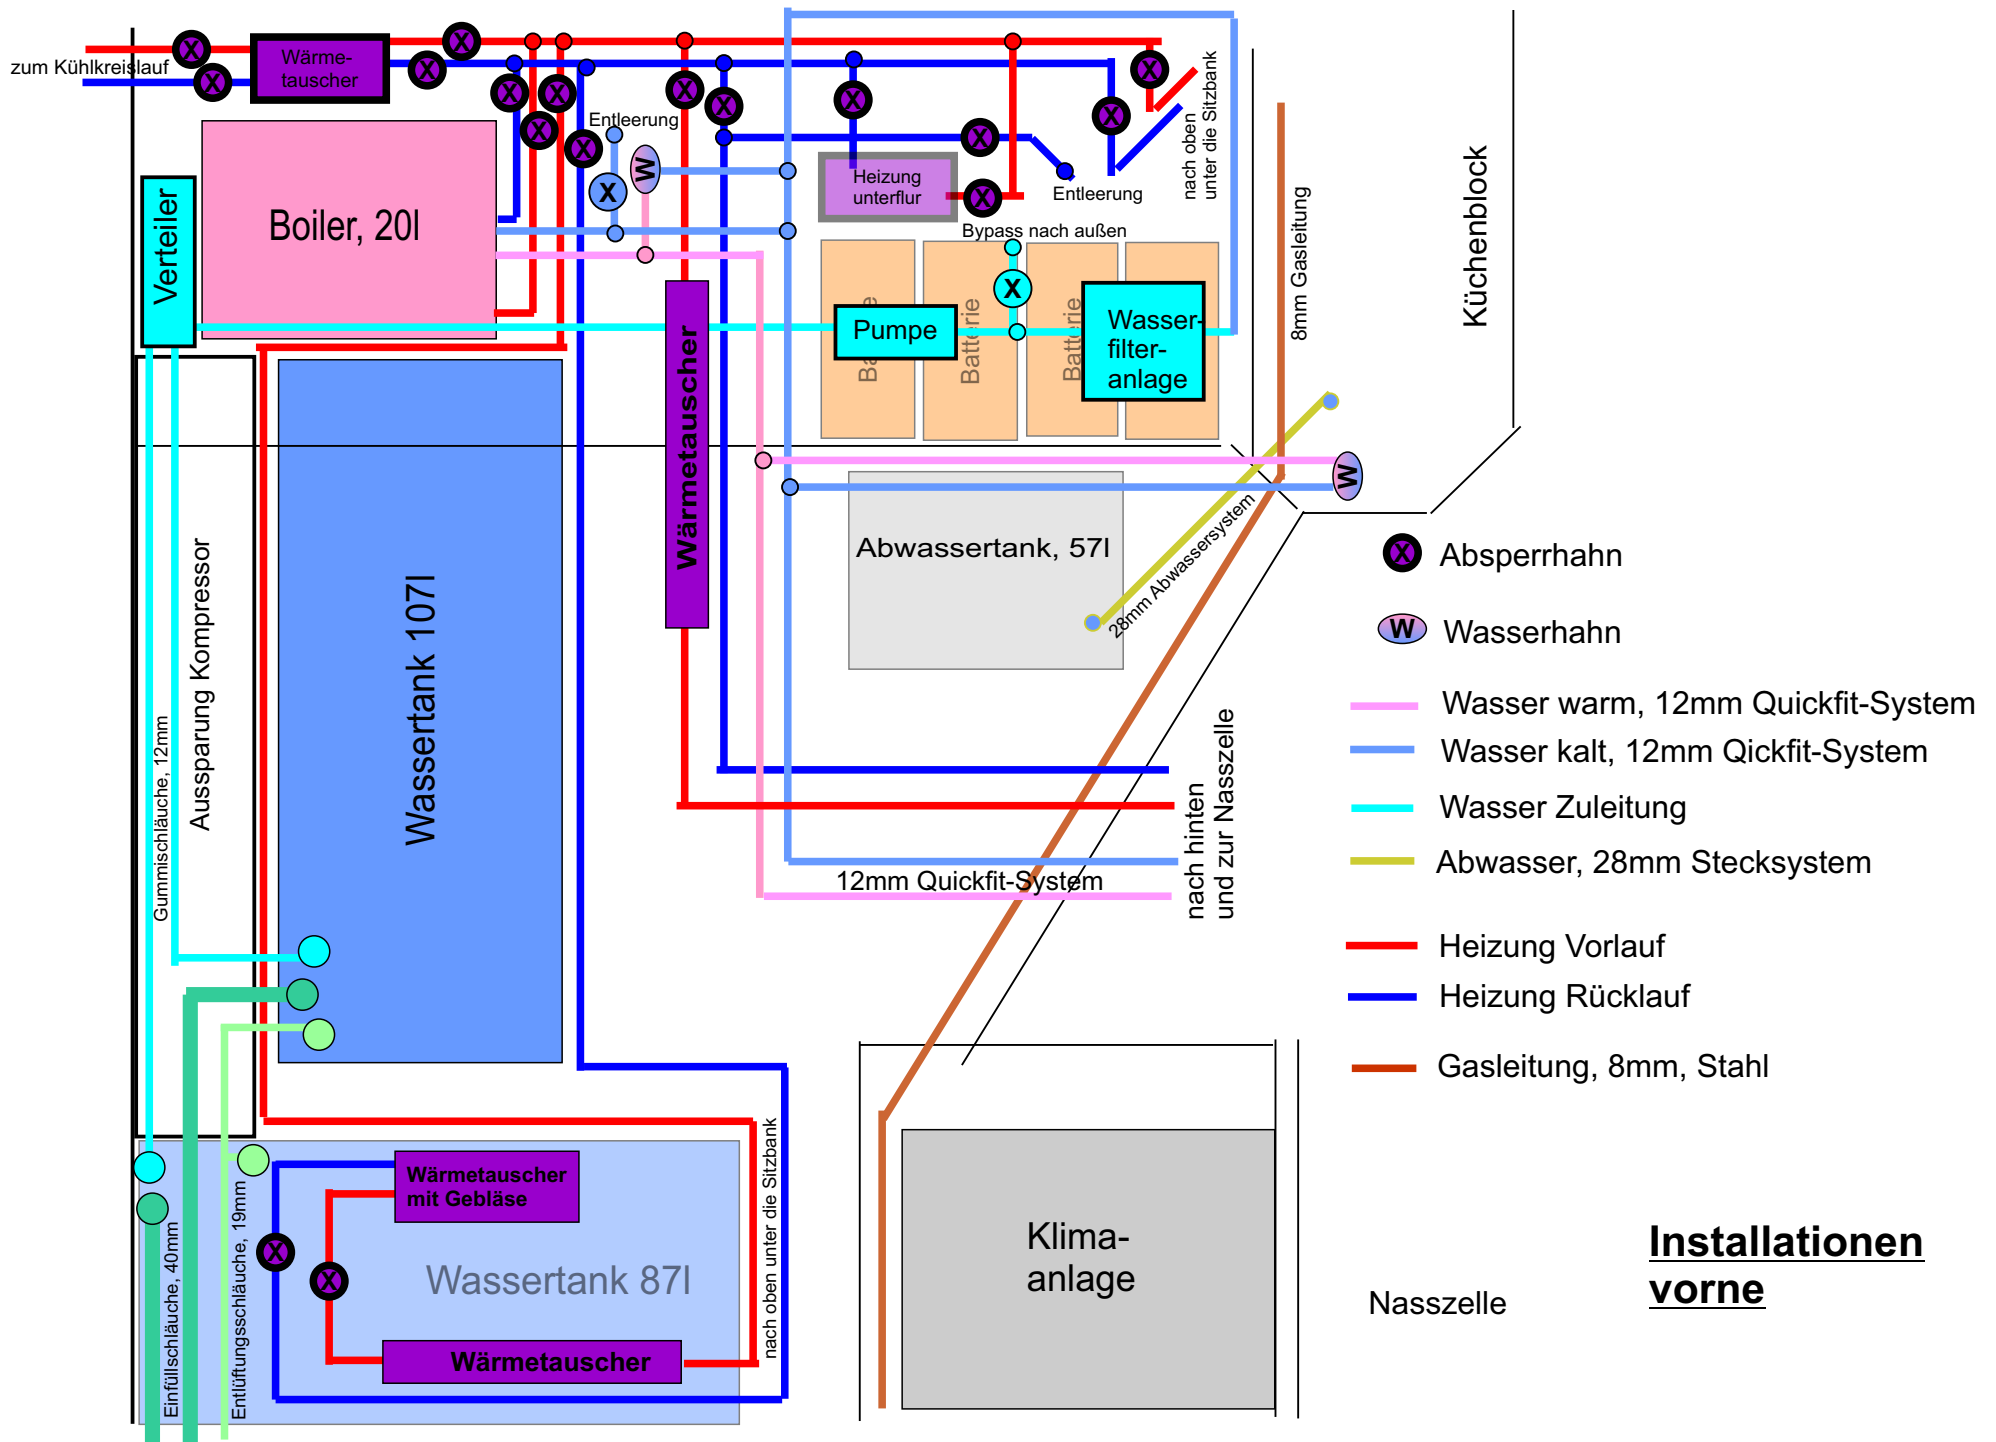 zum Kühlkreislauf
Wärme-
tauscher
Entleerung
Boiler, 20l
Verteiler
Heizung
unterflur
Entleerung
nach oben
unter die Sitzbank
Bypass nach außen
Pumpe
Wasser-
filter-
anlage
Batterie
Batterie
Batterie
8mm Gasleitung
Küchenblock
Wärmetauscher
Wassertank 107l
Aussparung Kompressor
Gummischläuche, 12mm
Abwassertank, 57l
28mm Abwassersystem
12mm Quickfit-System
nach hinten
und zur Nasszelle
X Absperrhahn
W Wasserhahn
Wasser warm, 12mm Quickfit-System
Wasser kalt, 12mm Qickfit-System
Wasser Zuleitung
Abwasser, 28mm Stecksystem
Heizung Vorlauf
Heizung Rücklauf
Gasleitung, 8mm, Stahl
Wärmetauscher
mit Gebläse
Wassertank 87l
Wärmetauscher
Einfüllschläuche, 40mm
Entlüftungsschläuche, 19mm
nach oben unter die Sitzbank
Klima-
anlage
Nasszelle
Installationen
vorne